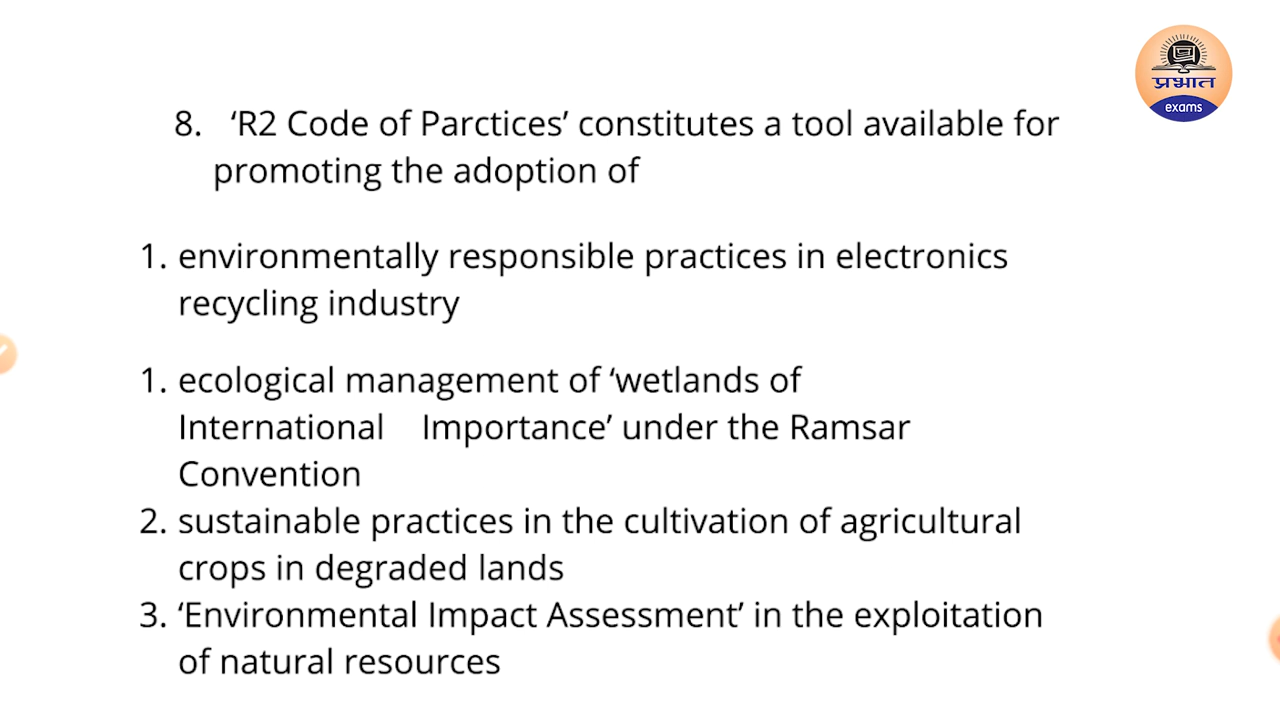 प्रभात
exams
8. ‘R2 Code of Parctices’ constitutes a tool available for
promoting the adoption of
1. environmentally responsible practices in electronics
recycling industry
1. ecological management of ‘wetlands of
International Importance’ under the Ramsar
Convention
2. sustainable practices in the cultivation of agricultural
crops in degraded lands
3. ‘Environmental Impact Assessment’ in the exploitation
of natural resources